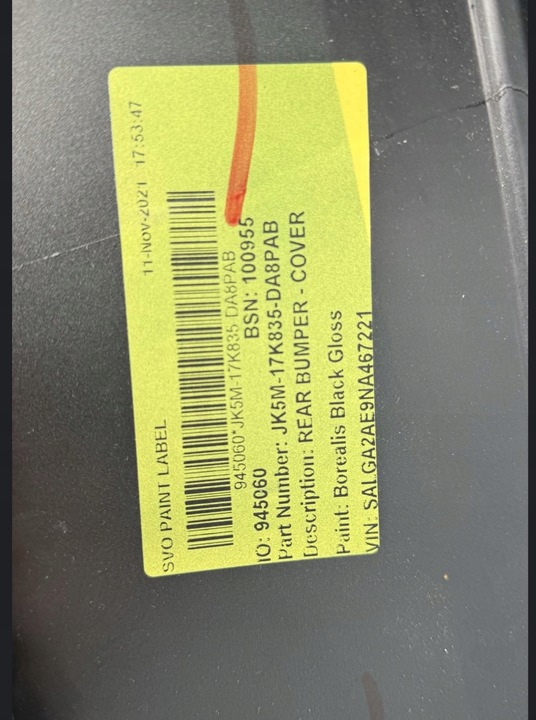 SVO PAINT LABEL 11-Nov-2021 17:53:47
945060*JK5M-17K835-DA8PAB
IO: 945060 BSN: 100955
Part Number: JK5M-17K835-DA8PAB
Description: REAR BUMPER - COVER
Paint: Borealis Black Gloss
VIN: SALGA2AE9NA467221